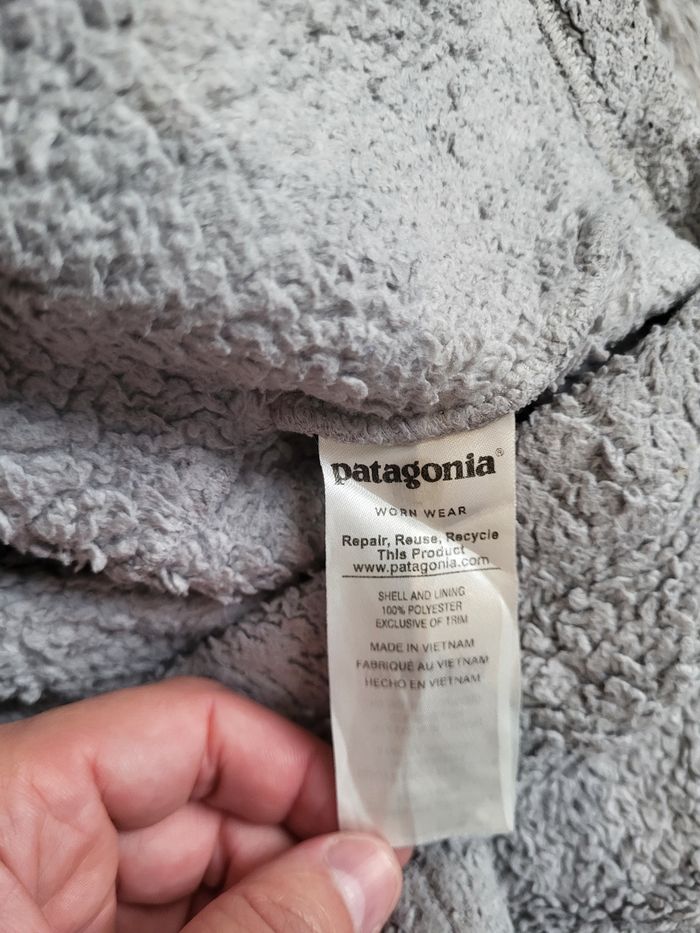 patagonia®
WORN WEAR
Repair, Reuse, Recycle
This Product
www.patagonia.com
SHELL AND LINING
100% POLYESTER
EXCLUSIVE OF TRIM
MADE IN VIETNAM
FABRIQUÉ AU VIETNAM
HECHO EN VIETNAM